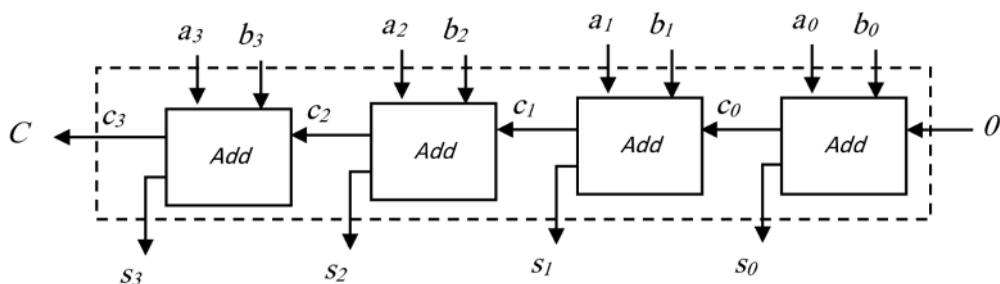 a3 b3 a2 b2 a1 b1 a0 b0
C c3 c2 c1 c0 0
Add Add Add Add
s3 s2 s1 s0